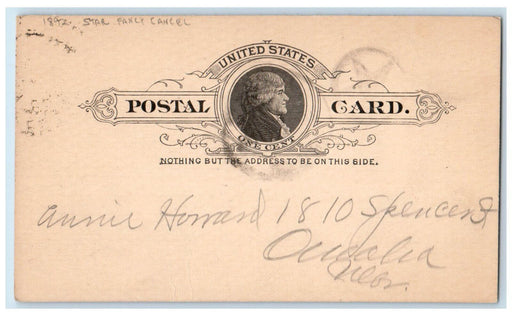 1892. STAR FANCY CANCEL
UNITED STATES
POSTAL CARD.
ONE CENT
NOTHING BUT THE ADDRESS TO BE ON THIS SIDE.
Annie Howard 1810 Spencer St
Omaha
Nebr.